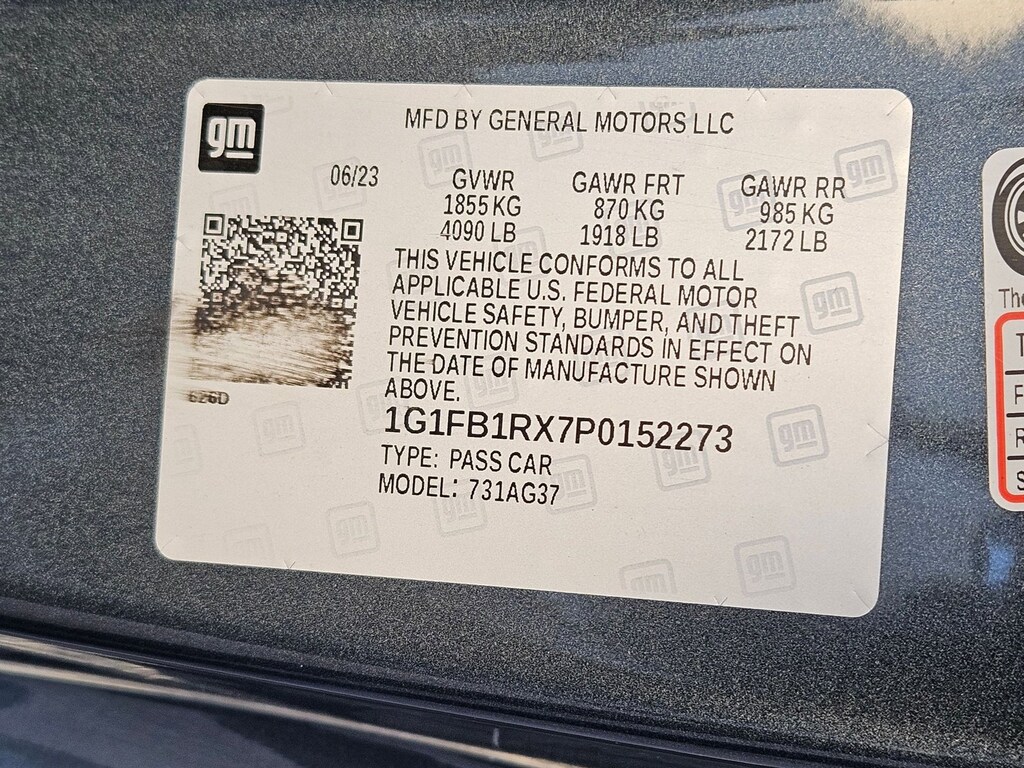 gm
MFD BY GENERAL MOTORS LLC
06/23
GVWR GAWR FRT GAWR RR
1855 KG 870 KG 985 KG
4090 LB 1918 LB 2172 LB
THIS VEHICLE CONFORMS TO ALL
APPLICABLE U.S. FEDERAL MOTOR
VEHICLE SAFETY, BUMPER, AND THEFT
PREVENTION STANDARDS IN EFFECT ON
THE DATE OF MANUFACTURE SHOWN
ABOVE.
626D
1G1FB1RX7P0152273
TYPE: PASS CAR
MODEL: 731AG37